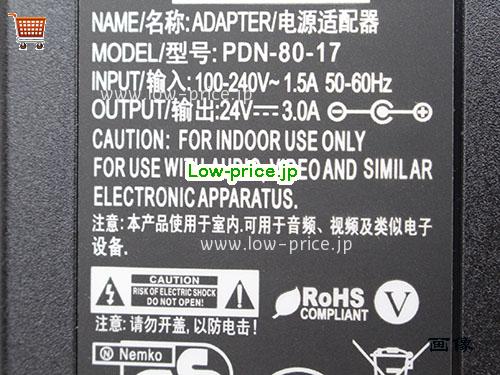 NAME/名称: ADAPTER/电源适配器
MODEL/型号: PDN-80-17
INPUT/输入: 100-240V~ 1.5A 50-60Hz
www.low-price.jp
OUTPUT/输出: 24V⎓3.0A
CAUTION: FOR INDOOR USE ONLY
FOR USE WITH AUDIO, VIDEO AND SIMILAR
Low-price.jp
ELECTRONIC APPARATUS.
注意: 本产品使用于室内.可用于音频、视频及类似电子
设备.
www.low-price.jp
CAUTION
RISK OF ELECTRIC SHOCK
DO NOT OPEN!
注意: 请勿开盖, 以防电击!
RoHS
COMPLIANT
V
N Nemko
画像